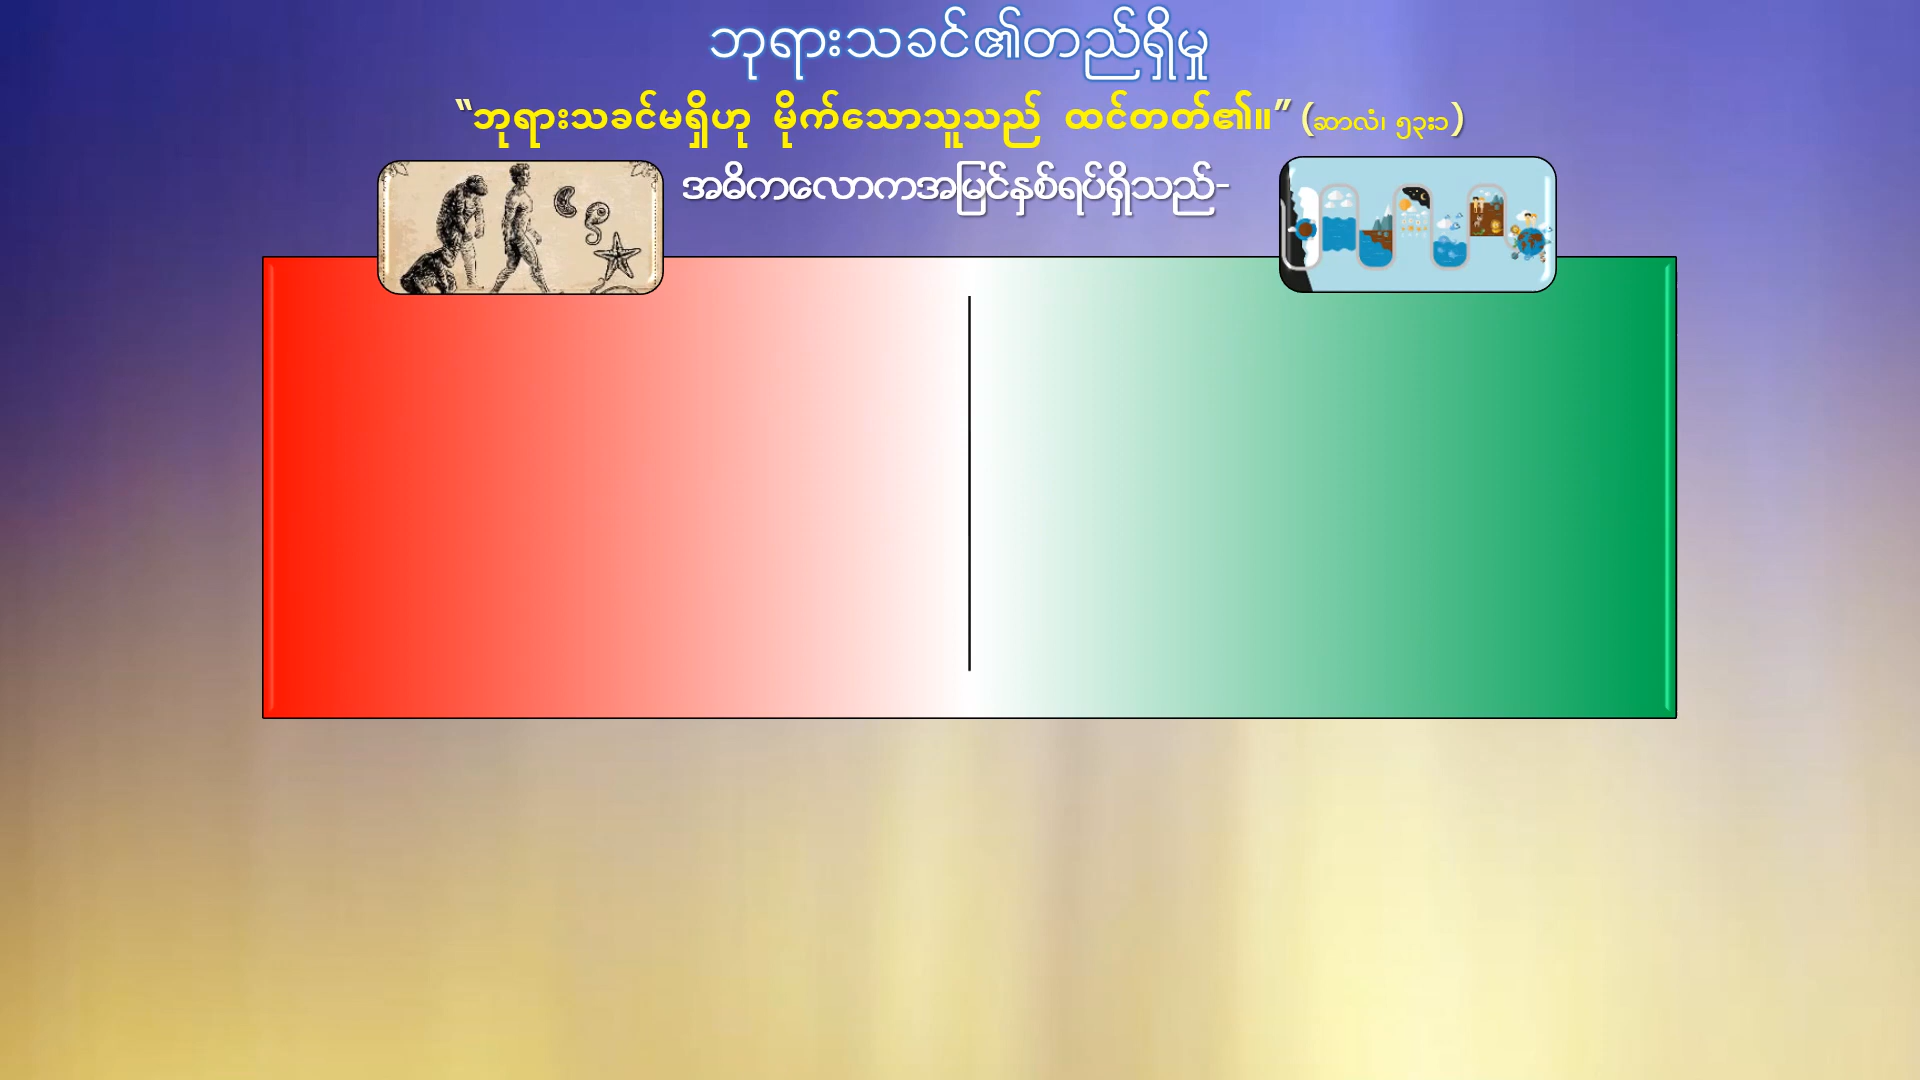 ဘုရားသခင်၏တည်ရှိမှု
“ဘုရားသခင်မရှိဟု မိုက်သောသူသည် ထင်တတ်၏။” (ဆာလံ၊ ၅၃း၁)
အဓိကလောကအမြင်နှစ်ရပ်ရှိသည်-